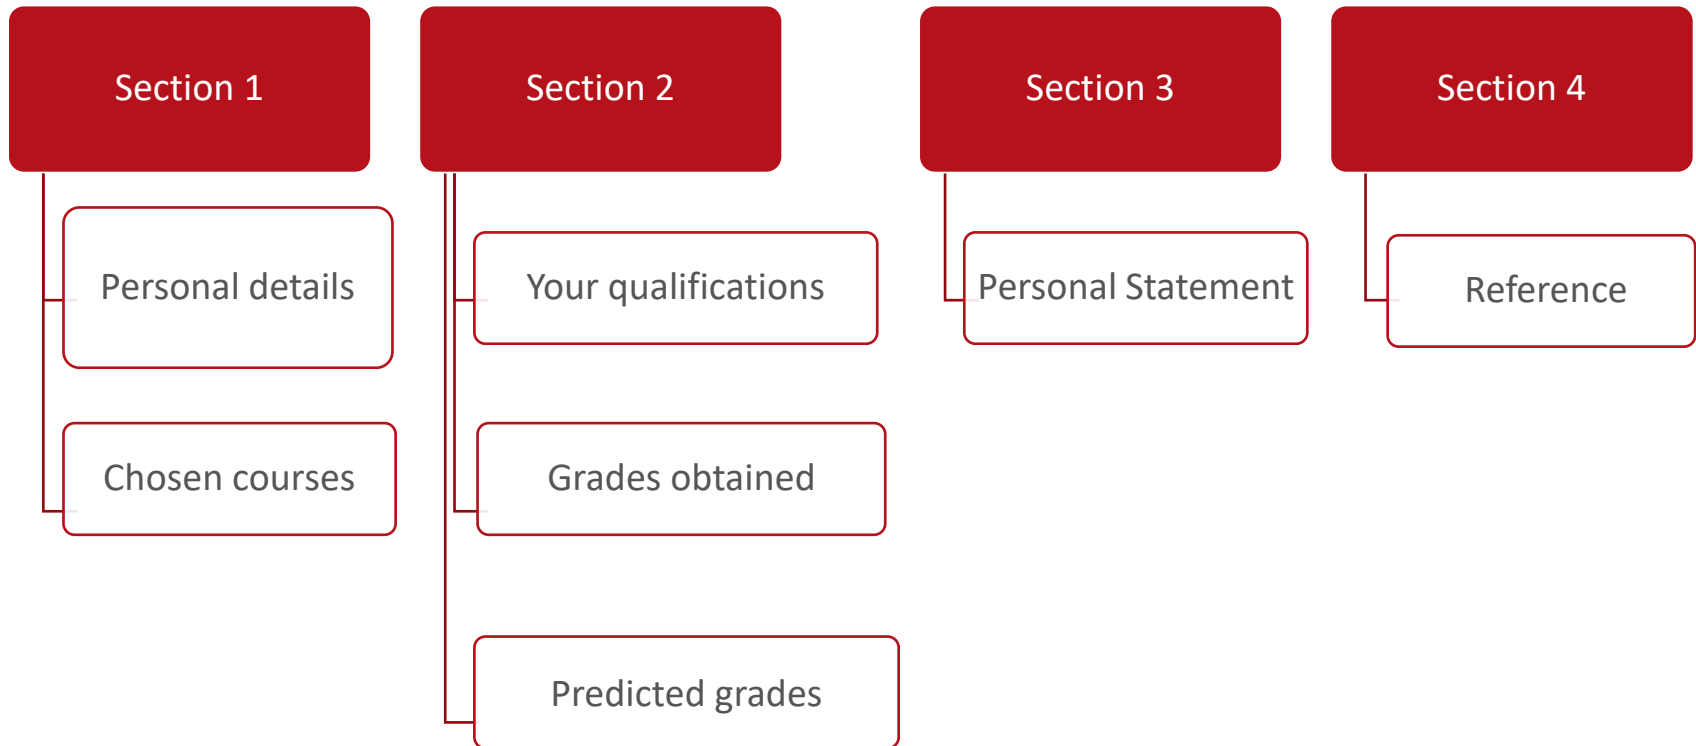 Section 1
Personal details
Chosen courses
Section 2
Your qualifications
Grades obtained
Predicted grades
Section 3
Personal Statement
Section 4
Reference